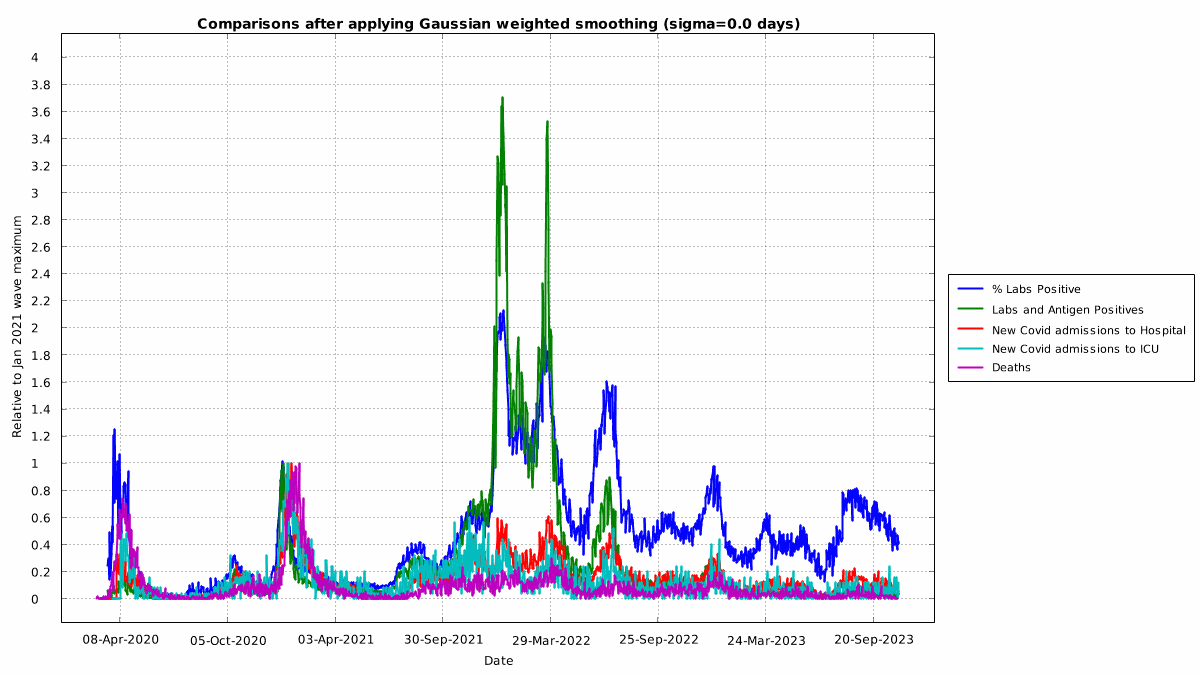 Comparisons after applying Gaussian weighted smoothing (sigma=0.0 days)
4
3.8
3.6
3.4
3.2
3
2.8
2.6
2.4
2.2
2
1.8
1.6
1.4
1.2
1
0.8
0.6
0.4
0.2
0
Relative to Jan 2021 wave maximum
08-Apr-2020
05-Oct-2020
03-Apr-2021
30-Sep-2021
29-Mar-2022
25-Sep-2022
24-Mar-2023
20-Sep-2023
Date
% Labs Positive
Labs and Antigen Positives
New Covid admissions to Hospital
New Covid admissions to ICU
Deaths